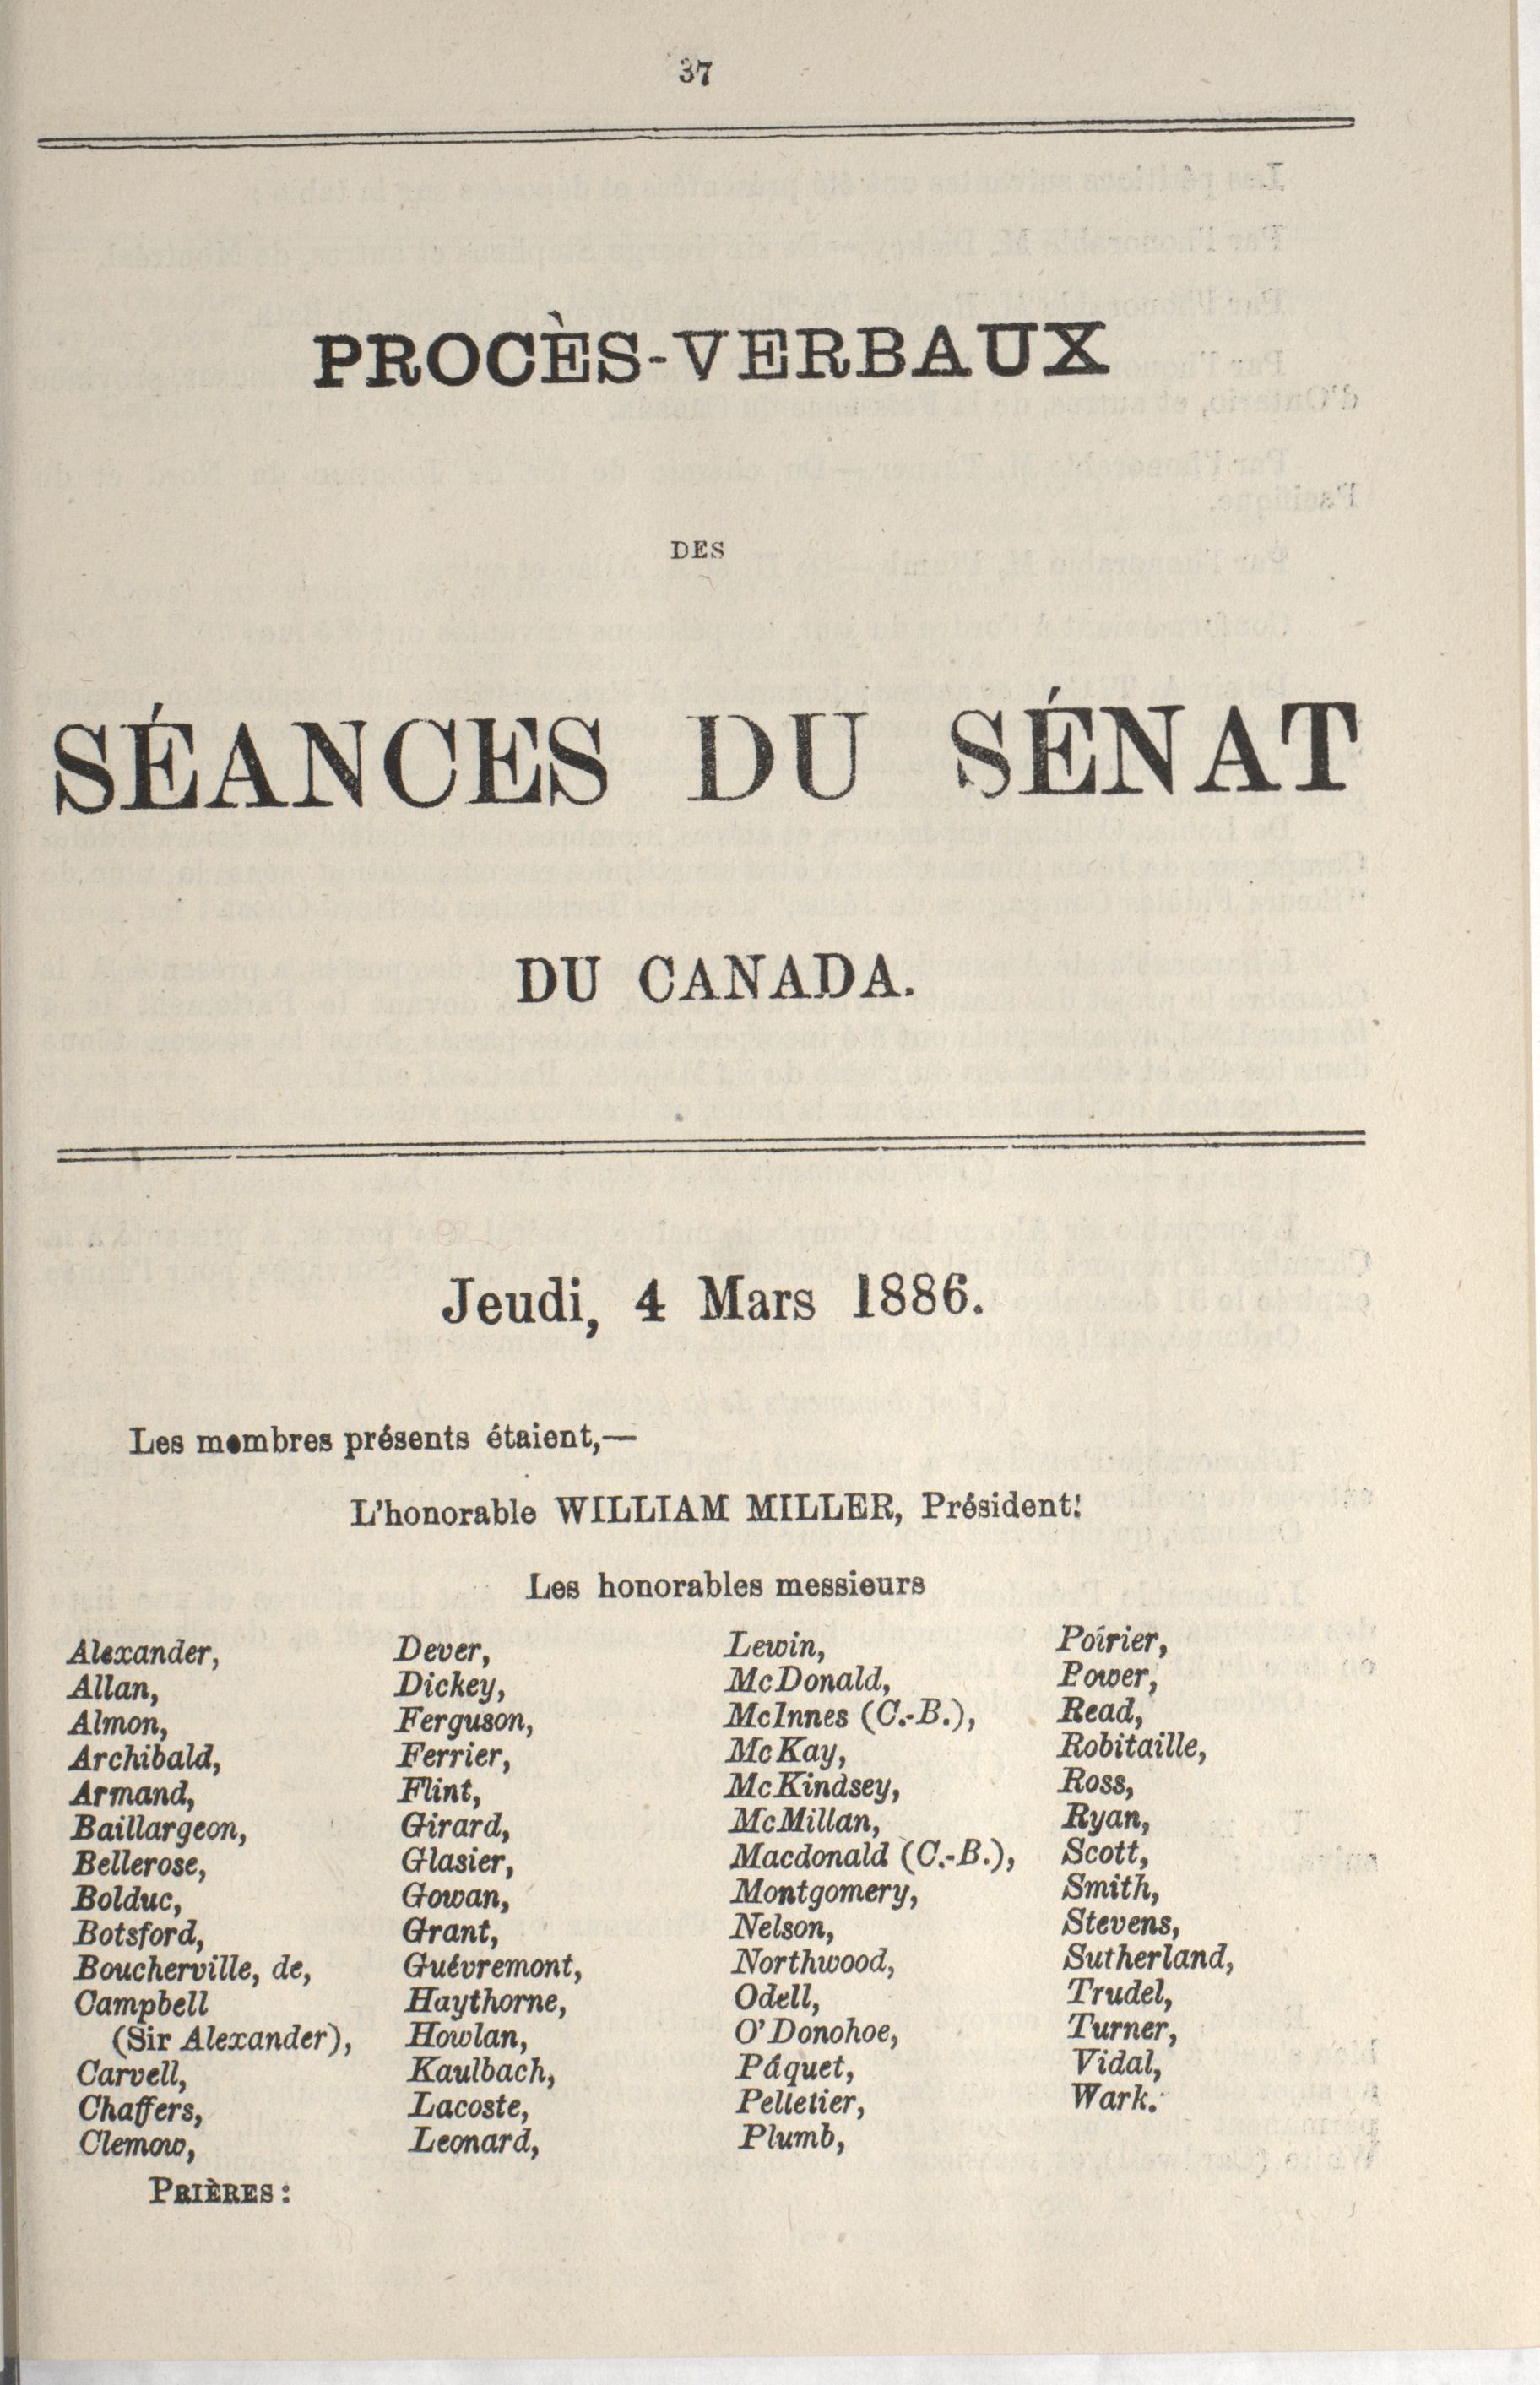 37
PROCÈS-VERBAUX
DES
SÉANCES DU SÉNAT
DU CANADA.
Jeudi, 4 Mars 1886.
Les membres présents étaient,—
L'honorable WILLIAM MILLER, Président:
Les honorables messieurs
Alexander,
Allan,
Almon,
Archibald,
Armand,
Baillargeon,
Bellerose,
Bolduc,
Botsford,
Boucherville, de,
Campbell
(Sir Alexander),
Carvell,
Chaffers,
Clemow,
Dever,
Dickey,
Ferguson,
Ferrier,
Flint,
Girard,
Glasier,
Gowan,
Grant,
Guévremont,
Haythorne,
Howlan,
Kaulbach,
Lacoste,
Leonard,
Lewin,
McDonald,
McInnes (C.-B.),
McKay,
McKindsey,
McMillan,
Macdonald (C.-B.),
Montgomery,
Nelson,
Northwood,
Odell,
O'Donohoe,
Pâquet,
Pelletier,
Plumb,
Poirier,
Power,
Read,
Robitaille,
Ross,
Ryan,
Scott,
Smith,
Stevens,
Sutherland,
Trudel,
Turner,
Vidal,
Wark.
PRIÈRES: